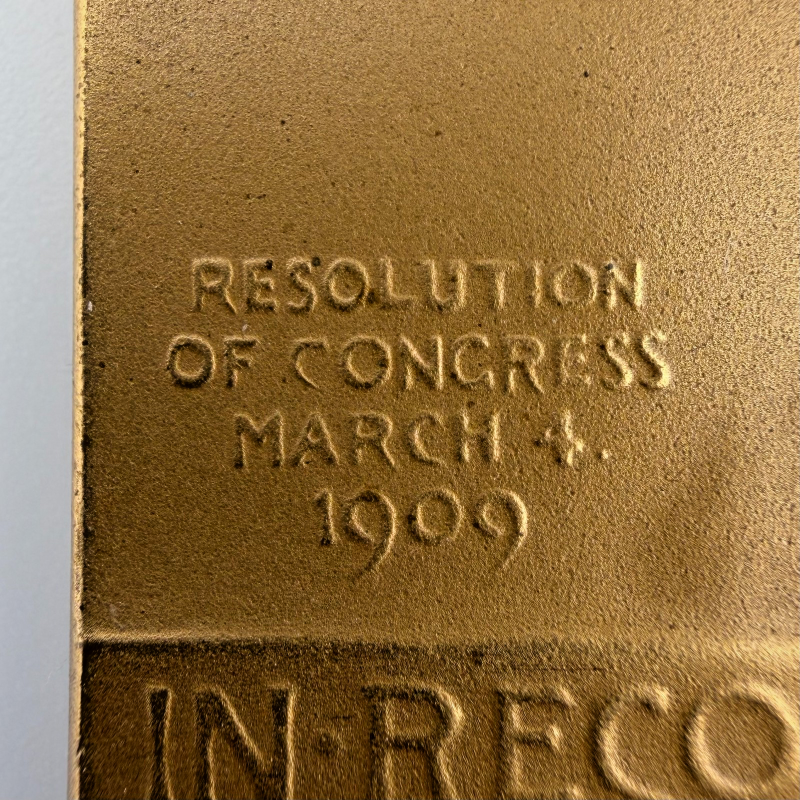 RESOLUTION
OF CONGRESS
MARCH 4.
1909
IN·RECO